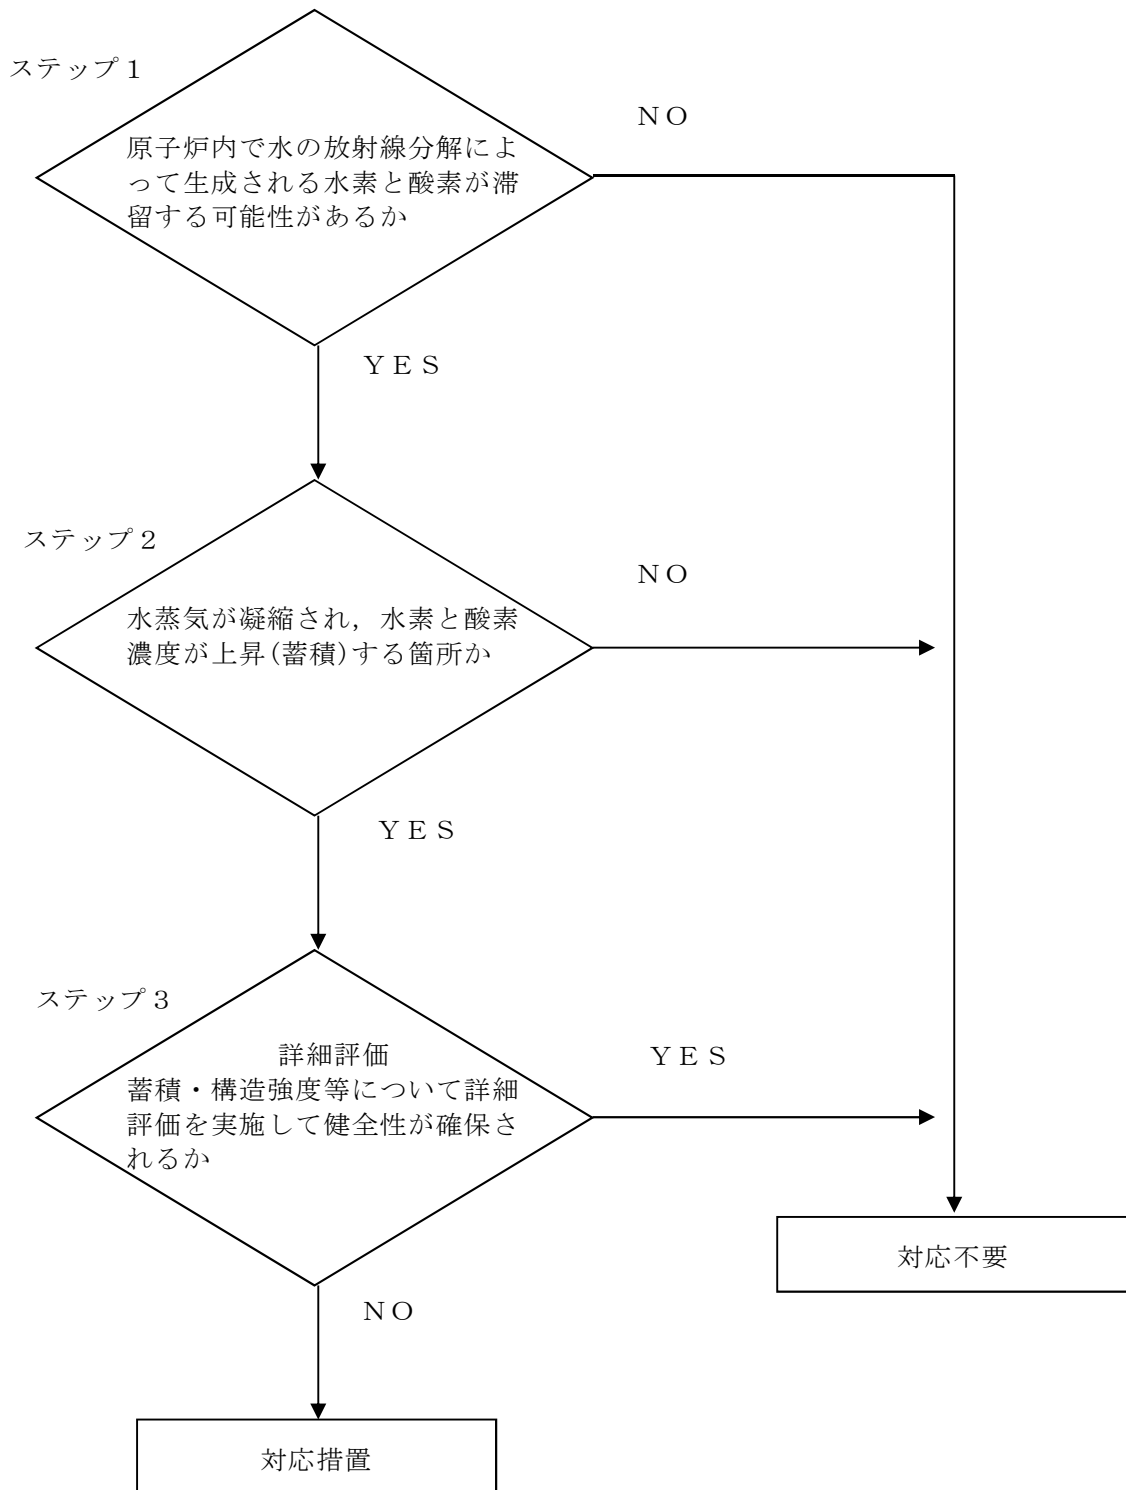 ステップ１
ＮＯ
原子炉内で水の放射線分解によ
って生成される水素と酸素が滞
留する可能性があるか
ＹＥＳ
ステップ２
ＮＯ
水蒸気が凝縮され，水素と酸素
濃度が上昇(蓄積)する箇所か
ＹＥＳ
ステップ３
詳細評価
ＹＥＳ
蓄積・構造強度等について詳細
評価を実施して健全性が確保さ
れるか
対応不要
ＮＯ
対応措置